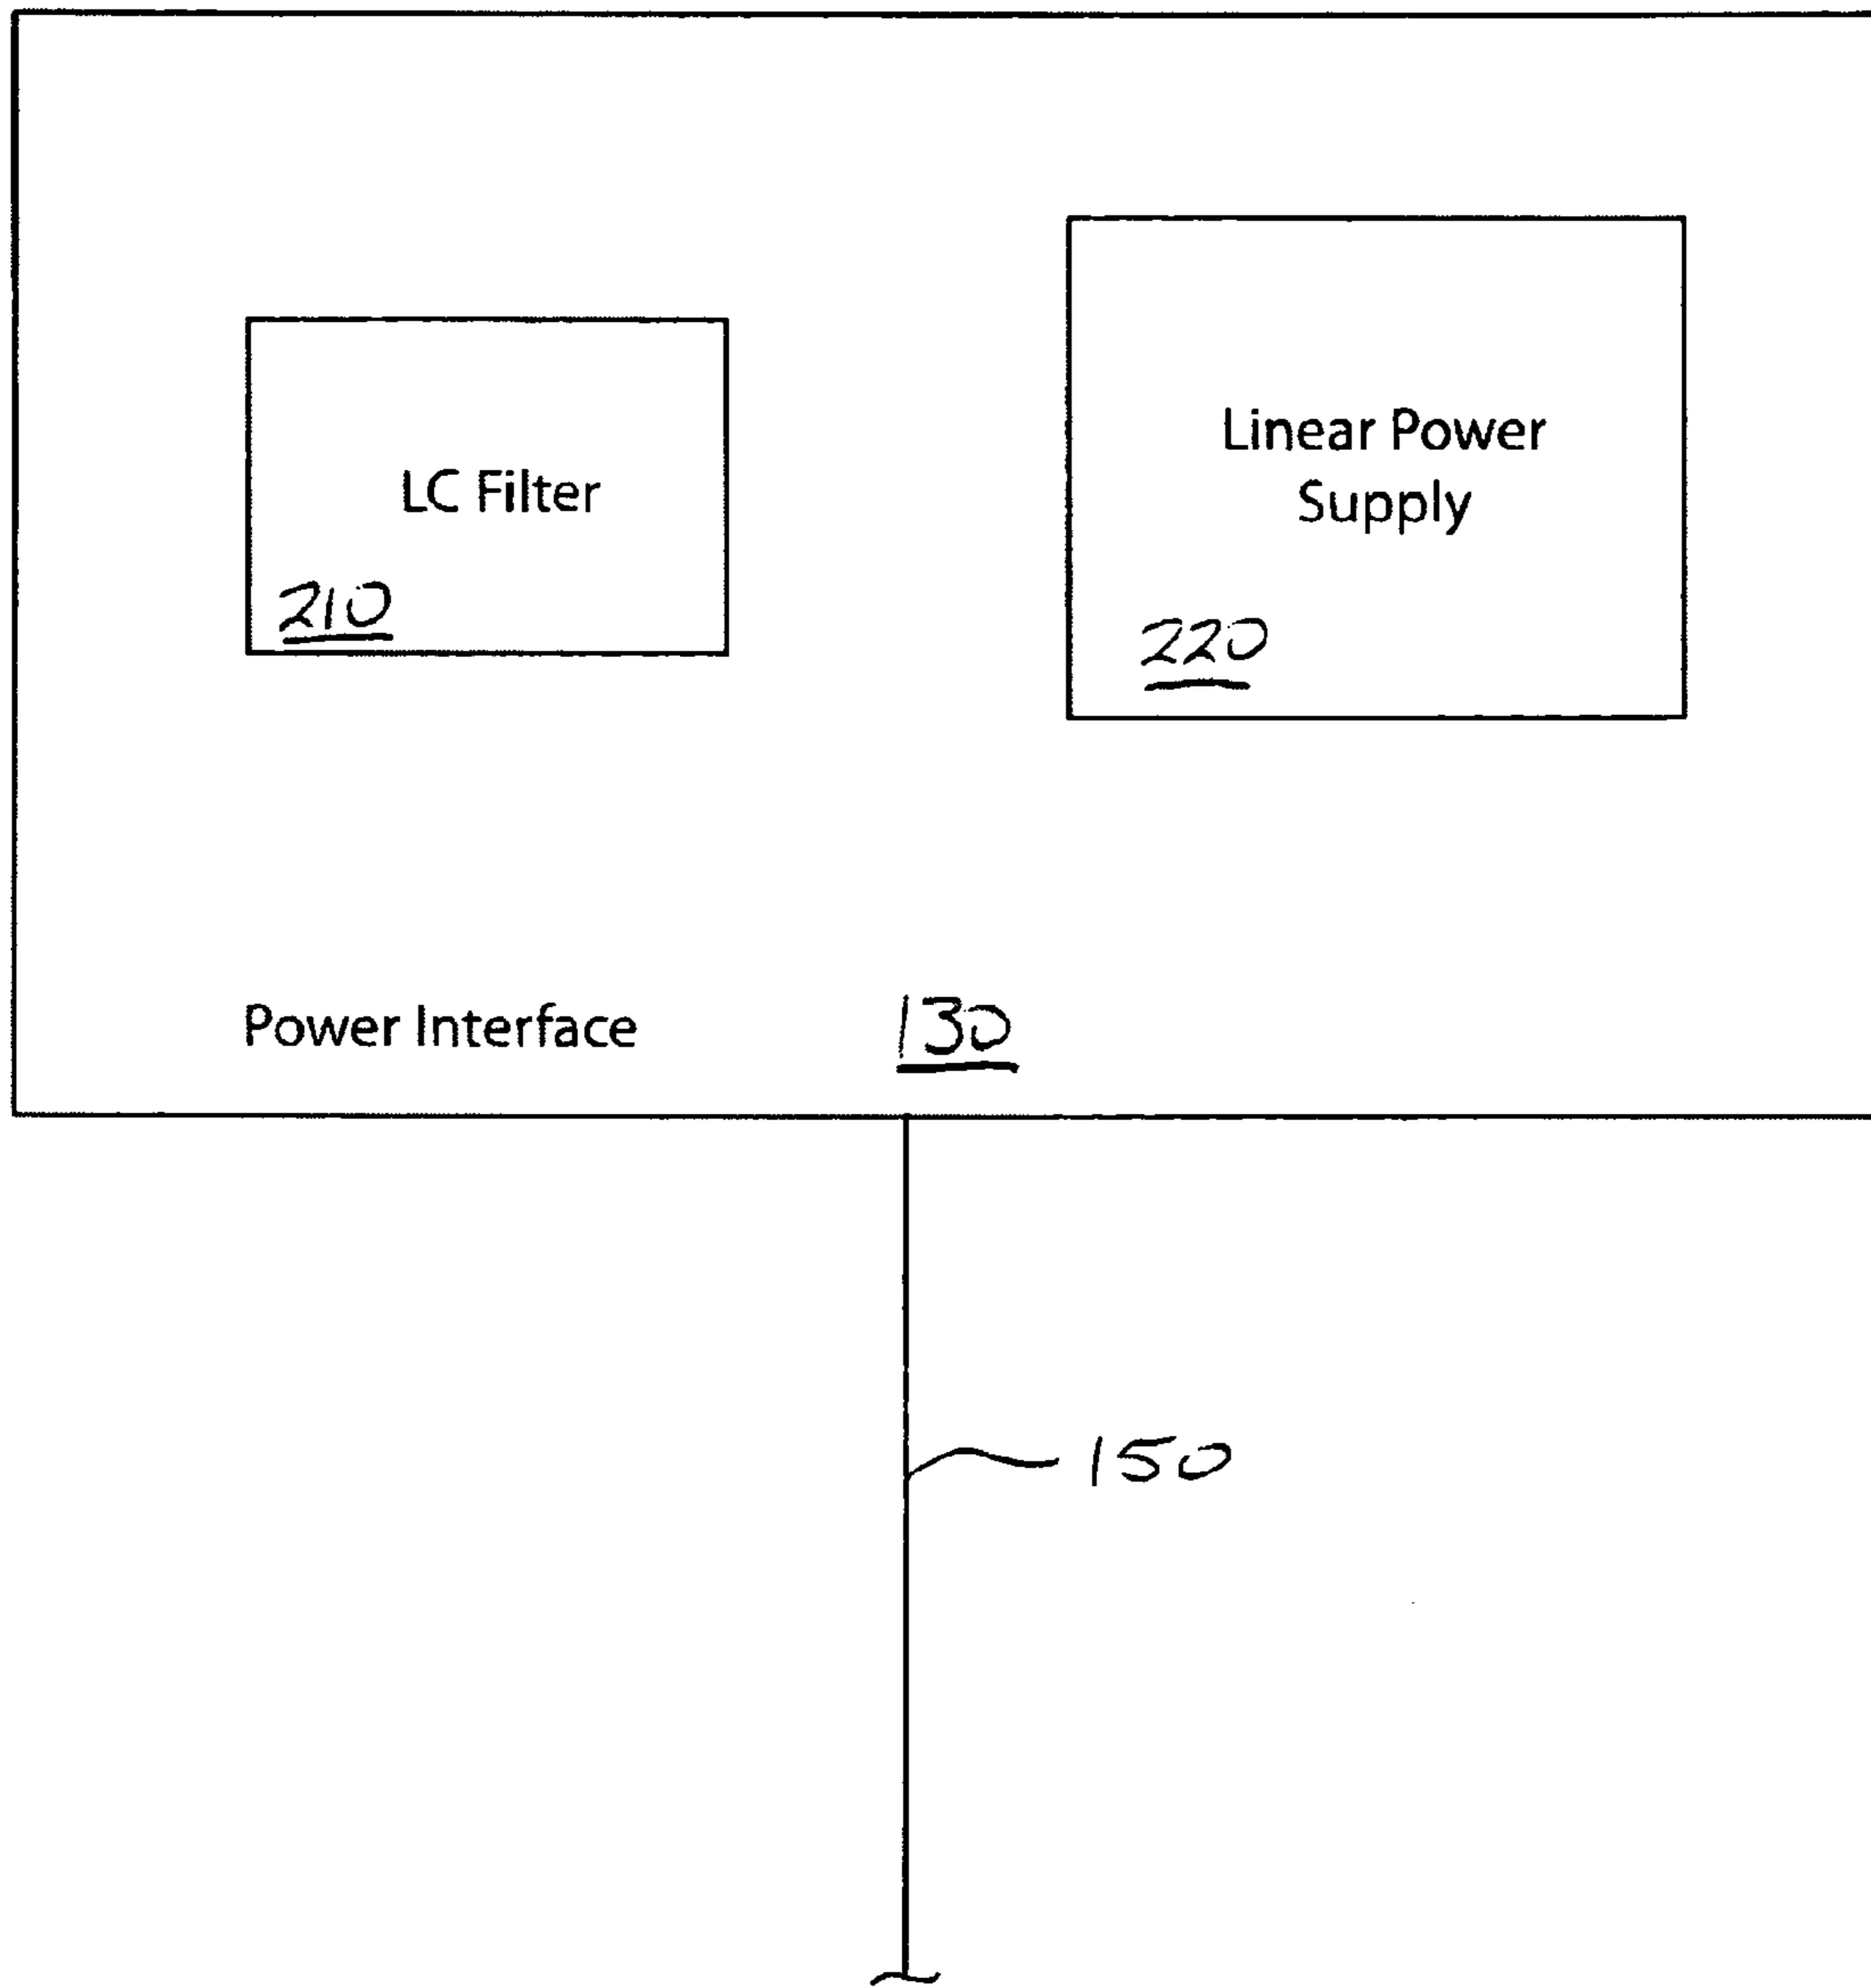 Linear Power
Supply
LC Filter
210
220
Power Interface 130
150